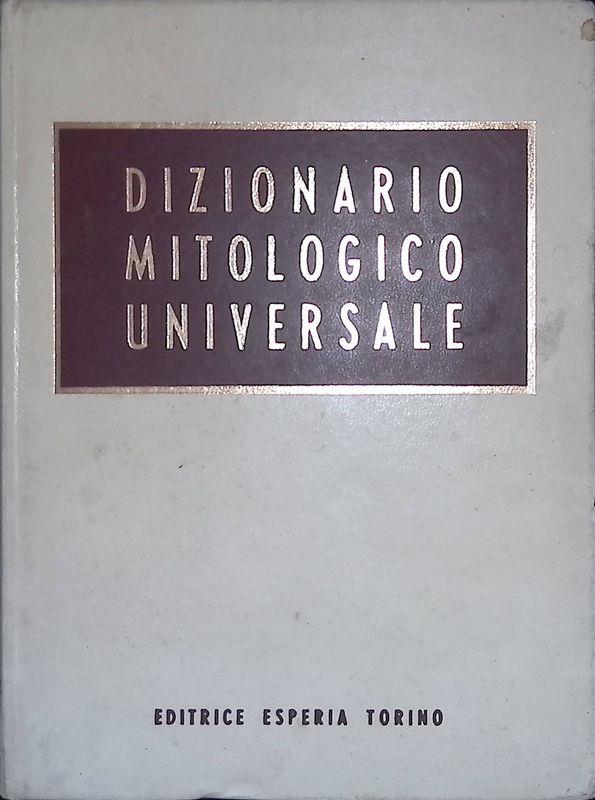 DIZIONARIO
MITOLOGICO
UNIVERSALE
EDITRICE ESPERIA TORINO